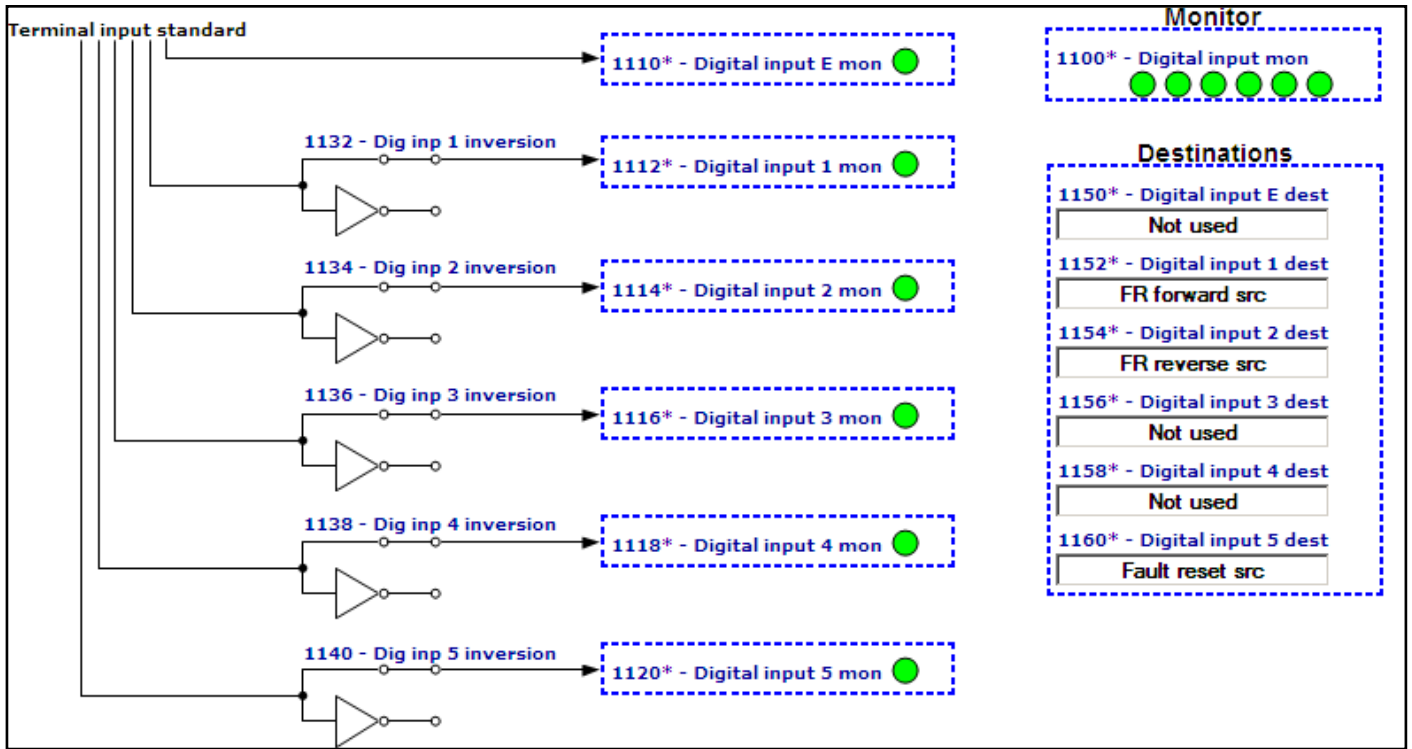 Terminal input standard
1110* - Digital input E mon
1132 - Dig inp 1 inversion
1112* - Digital input 1 mon
1134 - Dig inp 2 inversion
1114* - Digital input 2 mon
1136 - Dig inp 3 inversion
1116* - Digital input 3 mon
1138 - Dig inp 4 inversion
1118* - Digital input 4 mon
1140 - Dig inp 5 inversion
1120* - Digital input 5 mon
Monitor
1100* - Digital input mon
Destinations
1150* - Digital input E dest
Not used
1152* - Digital input 1 dest
FR forward src
1154* - Digital input 2 dest
FR reverse src
1156* - Digital input 3 dest
Not used
1158* - Digital input 4 dest
Not used
1160* - Digital input 5 dest
Fault reset src